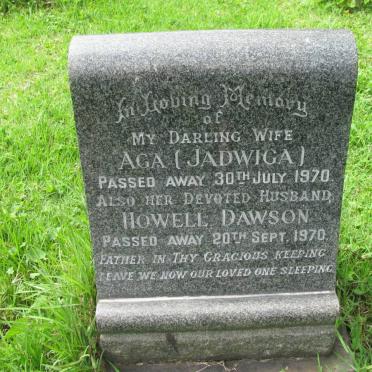 In Loving Memory
of
MY DARLING WIFE
AGA (JADWIGA)
PASSED AWAY 30TH JULY 1970.
ALSO HER DEVOTED HUSBAND,
HOWELL DAWSON
PASSED AWAY 20TH SEPT. 1970.
FATHER IN THY GRACIOUS KEEPING
LEAVE WE NOW OUR LOVED ONE SLEEPING